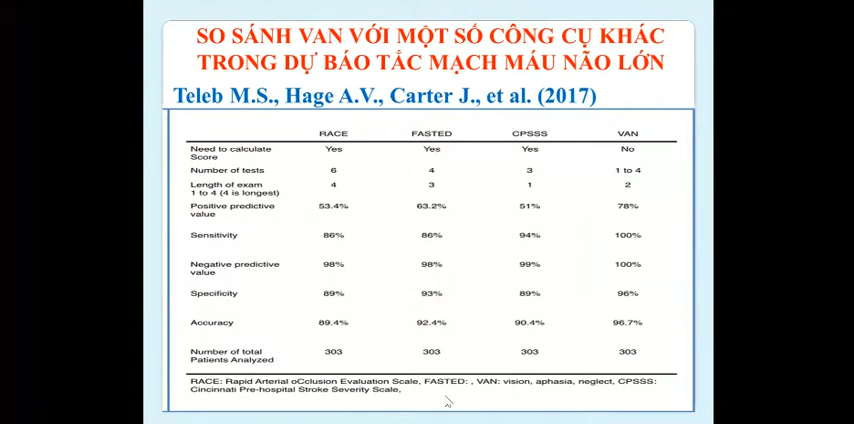 SO SÁNH VAN VỚI MỘT SỐ CÔNG CỤ KHÁC
TRONG DỰ BÁO TẮC MẠCH MÁU NÃO LỚN
Teleb M.S., Hage A.V., Carter J., et al. (2017)
RACE FASTED CPSSS VAN
Need to calculate Score Yes Yes Yes No
Number of tests 6 4 3 1 to 4
Length of exam 1 to 4 (4 is longest) 4 3 1 2
Positive predictive value 53.4% 63.2% 51% 78%
Sensitivity 86% 86% 94% 100%
Negative predictive value 98% 98% 99% 100%
Specificity 89% 93% 89% 96%
Accuracy 89.4% 92.4% 90.4% 96.7%
Number of total Patients Analyzed 303 303 303 303
RACE: Rapid Arterial oCclusion Evaluation Scale, FASTED: , VAN: vision, aphasia, neglect, CPSSS:
Cincinnati Pre-hospital Stroke Severity Scale,